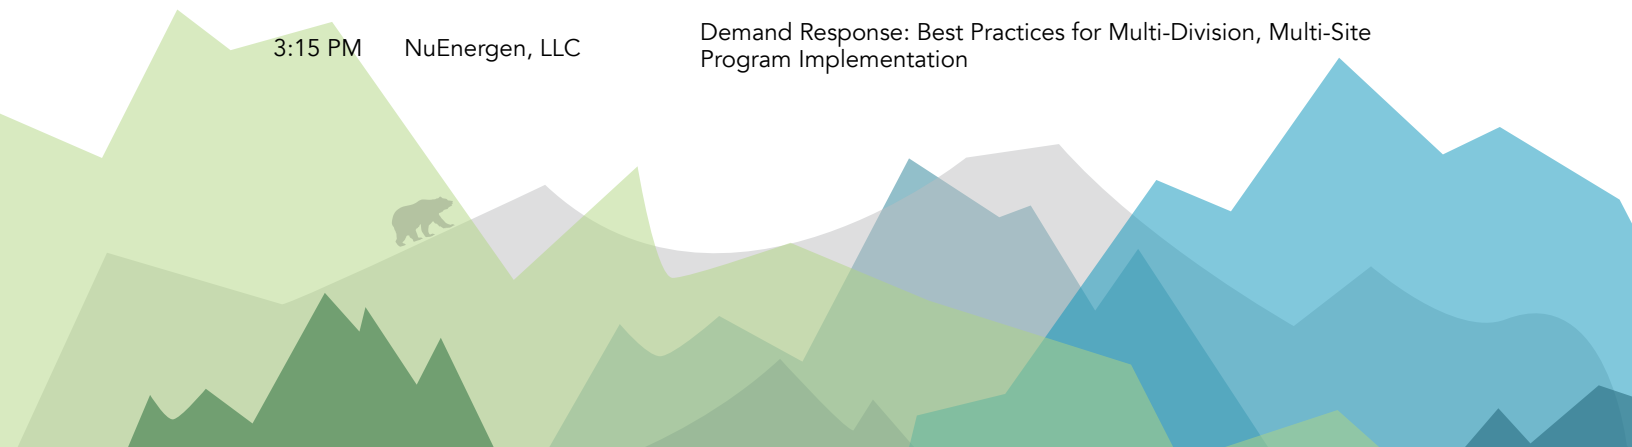 3:15 PM NuEnergen, LLC Demand Response: Best Practices for Multi-Division, Multi-Site
Program Implementation